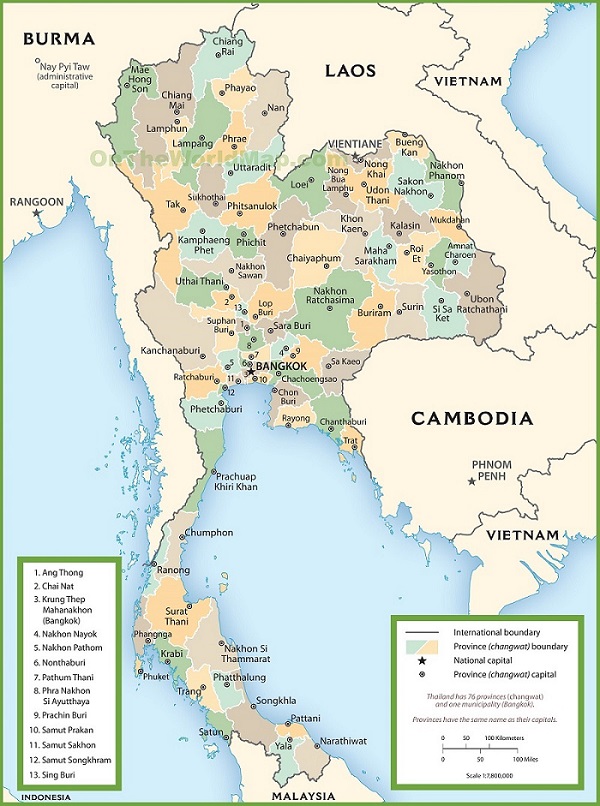 BURMA
Nay Pyi Taw
(administrative
capital)
LAOS
VIETNAM
Chiang
Rai
Mae
Hong
Son
Phayao
Chiang
Mai
Nan
Lamphun
Lampang
Phrae
OnTheWorldMap.com
VIENTIANE
Bueng
Kan
Uttaradit
Loei
Nong
Bua
Lamphu
Nong
Khai
Udon
Thani
Sakon
Nakhon
Nakhon
Phanom
RANGOON
Tak
Sukhothai
Phitsanulok
Phetchabun
Khon
Kaen
Kalasin
Mukdahan
Kamphaeng
Phet
Phichit
Maha
Sarakham
Roi
Et
Amnat
Charoen
Yasothon
Chaiyaphum
Nakhon
Sawan
Uthai Thani
Nakhon
Ratchasima
Buriram
Surin
Si Sa
Ket
Ubon
Ratchathani
2
13
Lop
Buri
Suphan
Buri
1
Sara Buri
8
Kanchanaburi
4
9
7
6
5
BANGKOK
Sa Kaeo
Ratchaburi
11
3
10
Chachoengsao
12
Chon
Buri
Phetchaburi
Rayong
Chanthaburi
Trat
CAMBODIA
PHNOM
PENH
Prachuap
Khiri Khan
VIETNAM
Chumphon
Ranong
Surat
Thani
Phangnga
Krabi
Nakhon Si
Thammarat
Phuket
Trang
Phatthalung
Songkhla
Satun
Pattani
Yala
Narathiwat
INDONESIA
MALAYSIA
1. Ang Thong
2. Chai Nat
3. Krung Thep
Mahanakhon
(Bangkok)
4. Nakhon Nayok
5. Nakhon Pathom
6. Nonthaburi
7. Pathum Thani
8. Phra Nakhon
Si Ayutthaya
9. Prachin Buri
10. Samut Prakan
11. Samut Sakhon
12. Samut Songkhram
13. Sing Buri
International boundary
Province (changwat) boundary
National capital
Province (changwat) capital
Thailand has 76 provinces (changwat)
and one municipality (Bangkok).
Provinces have the same name as their capitals.
0 50 100 Kilometers
0 50 100 Miles
Scale 1:7,800,000